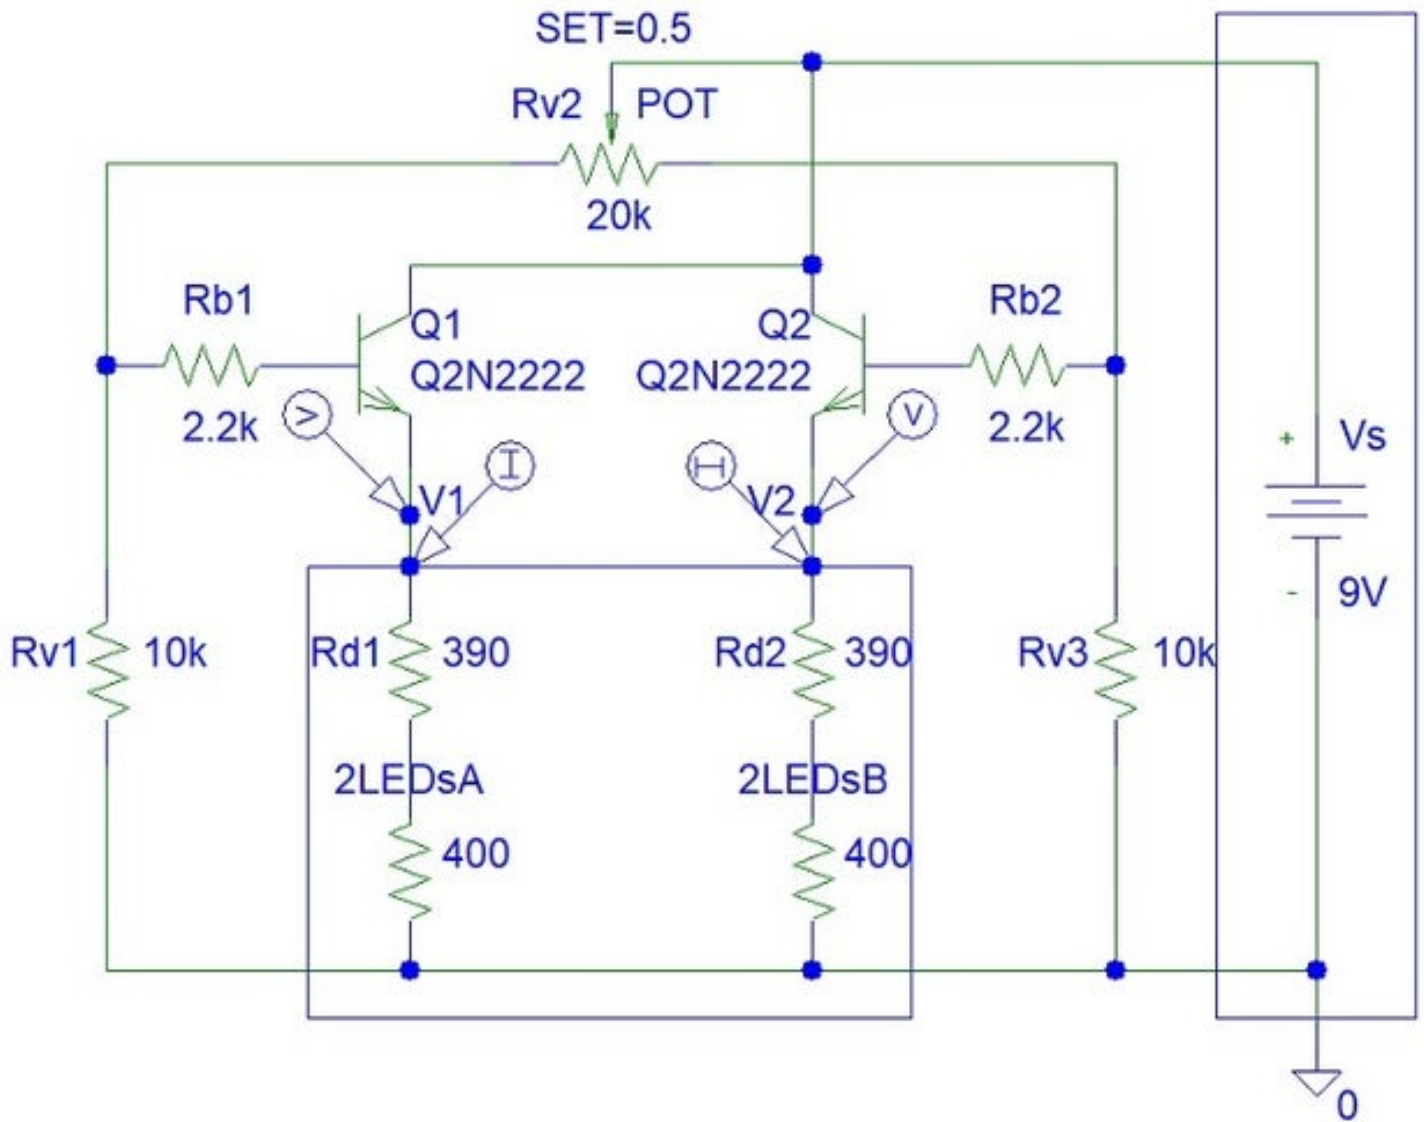 SET=0.5
Rv2 POT
20k
Rb1
Rb2
Q1
Q2
Q2N2222
Q2N2222
2.2k
2.2k
V
V
Vs
+
I
I
V1
V2
-
9V
Rv1 10k
Rd1 390
Rd2 390
Rv3 10k
2LEDsA
2LEDsB
400
400
0